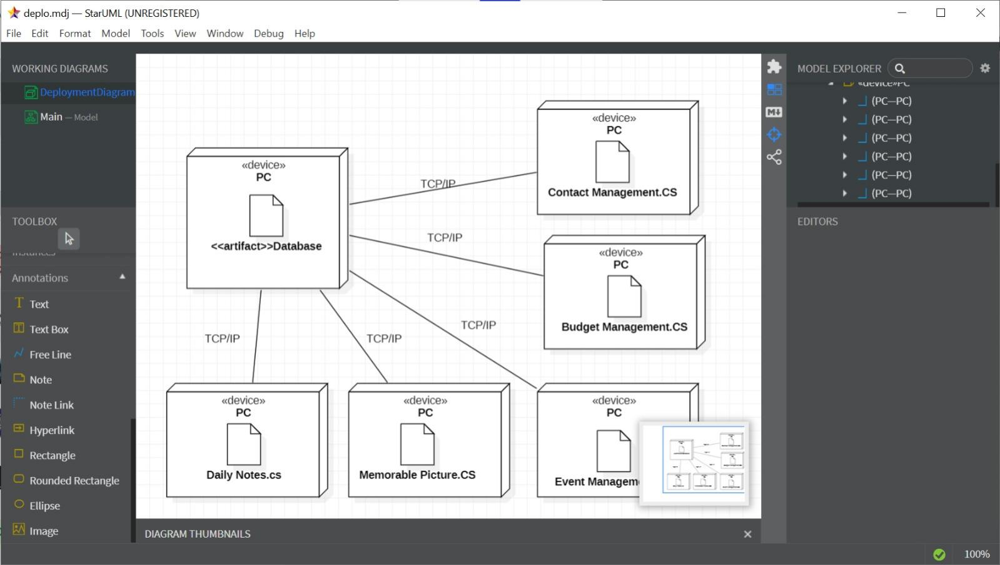 deplo.mdj — StarUML (UNREGISTERED)
File Edit Format Model Tools View Window Debug Help
WORKING DIAGRAMS
DeploymentDiagram
Main — Model
TOOLBOX
Instances
Annotations
Text
Text Box
Free Line
Note
Note Link
Hyperlink
Rectangle
Rounded Rectangle
Ellipse
Image
«device»
PC
<<artifact>>Database
TCP/IP
«device»
PC
Contact Management.CS
TCP/IP
«device»
PC
Budget Management.CS
TCP/IP
TCP/IP
TCP/IP
«device»
PC
Daily Notes.cs
«device»
PC
Memorable Picture.CS
«device»
PC
Event Managem
DIAGRAM THUMBNAILS
M
MODEL EXPLORER
«device»PC
(PC—PC)
(PC—PC)
(PC—PC)
(PC—PC)
(PC—PC)
(PC—PC)
EDITORS
100%